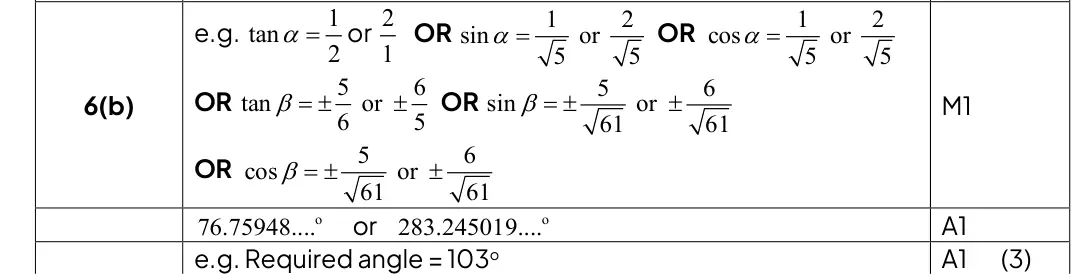 e.g. tan α = 1/2 or 2/1 OR sin α = 1/√5 or 2/√5 OR cos α = 1/√5 or 2/√5
6(b) OR tan β = ± 5/6 or ± 6/5 OR sin β = ± 5/√61 or ± 6/√61 M1
OR cos β = ± 5/√61 or ± 6/√61
76.75948....° or 283.245019....° A1
e.g. Required angle = 103° A1 (3)